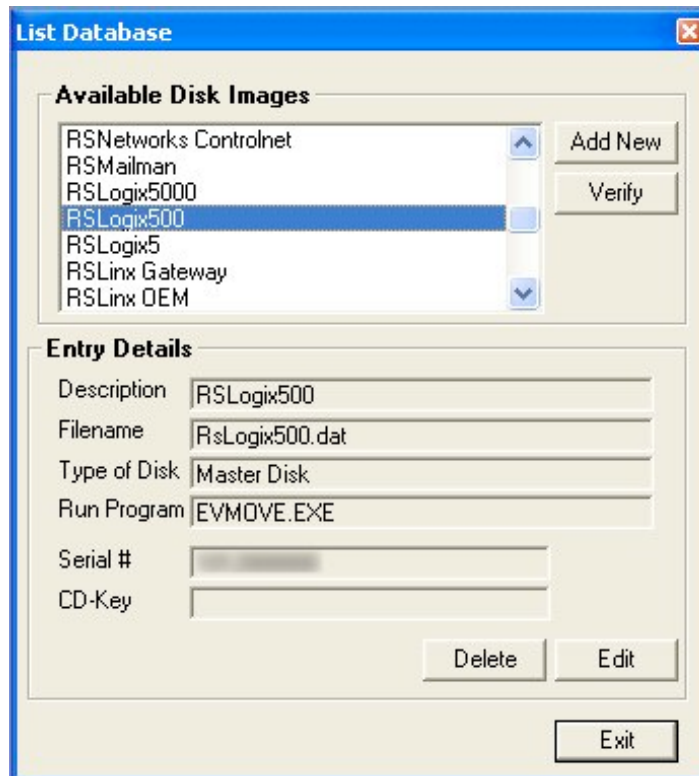 List Database
Available Disk Images
RSNetworks Controlnet
RSMailman
RSLogix5000
RSLogix500
RSLogix5
RSLinx Gateway
RSLinx OEM
Add New
Verify
Entry Details
Description RSLogix500
Filename RsLogix500.dat
Type of Disk Master Disk
Run Program EVMOVE.EXE
Serial #
CD-Key
Delete Edit
Exit